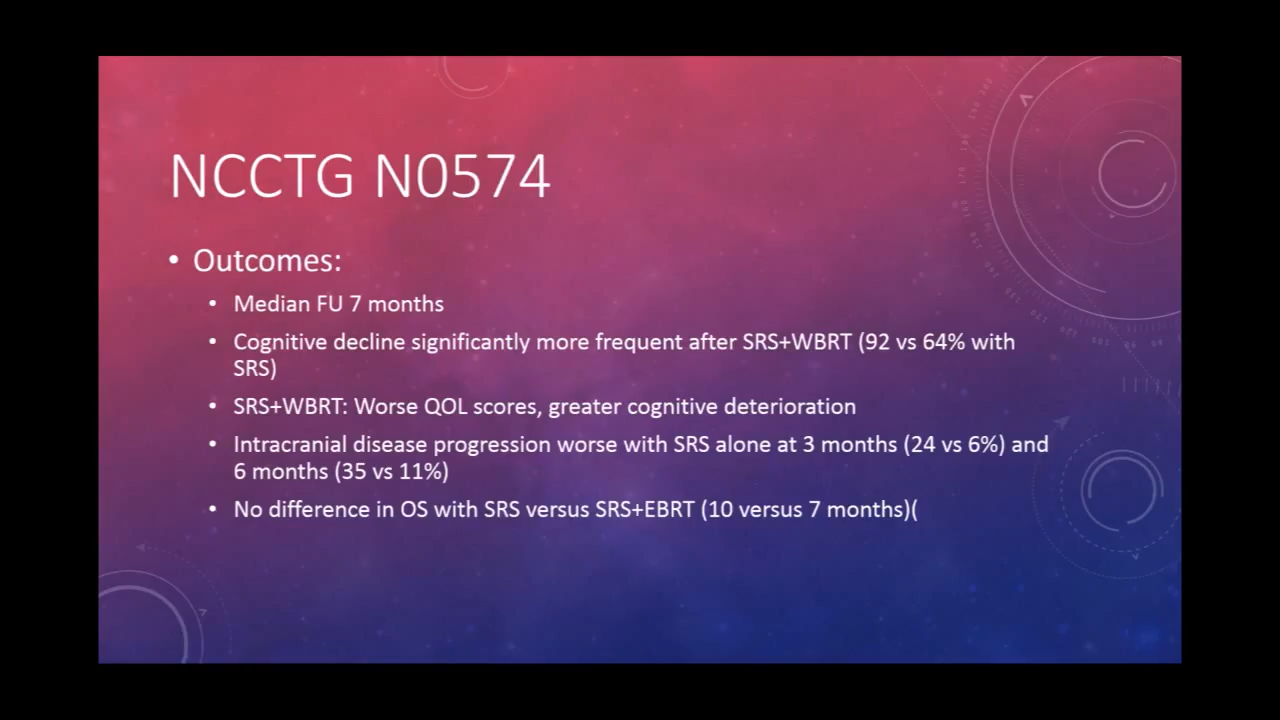 NCCTG N0574
• Outcomes:
• Median FU 7 months
• Cognitive decline significantly more frequent after SRS+WBRT (92 vs 64% with
SRS)
• SRS+WBRT: Worse QOL scores, greater cognitive deterioration
• Intracranial disease progression worse with SRS alone at 3 months (24 vs 6%) and
6 months (35 vs 11%)
• No difference in OS with SRS versus SRS+EBRT (10 versus 7 months)(